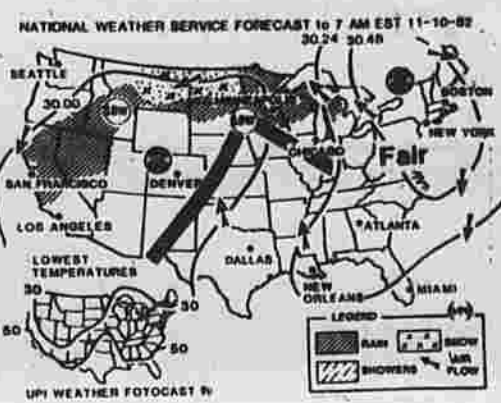 NATIONAL WEATHER SERVICE FORECAST to 7 AM EST 11-10-82
30.24 30.48
SEATTLE
30.00
LOW
LOW
BOSTON
NEW YORK
CHICAGO
Fair
SAN FRANCISCO
DENVER
LOS ANGELES
ATLANTA
LOWEST
TEMPERATURES
DALLAS
NEW
ORLEANS
MIAMI
30
30
50
50
LEGEND
RAIN
SNOW
SHOWERS
AIR
FLOW
UPI WEATHER FOTOCAST